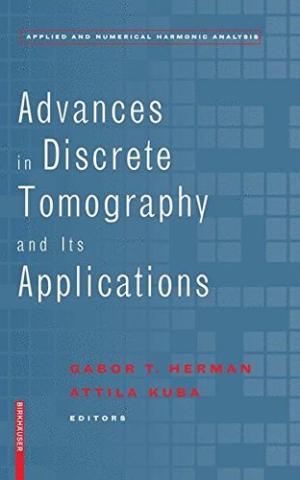 APPLIED AND NUMERICAL HARMONIC ANALYSIS
Advances
in Discrete
Tomography
and Its
Applications
GABOR T. HERMAN
ATTILA KUBA
EDITORS
BIRKHÄUSER